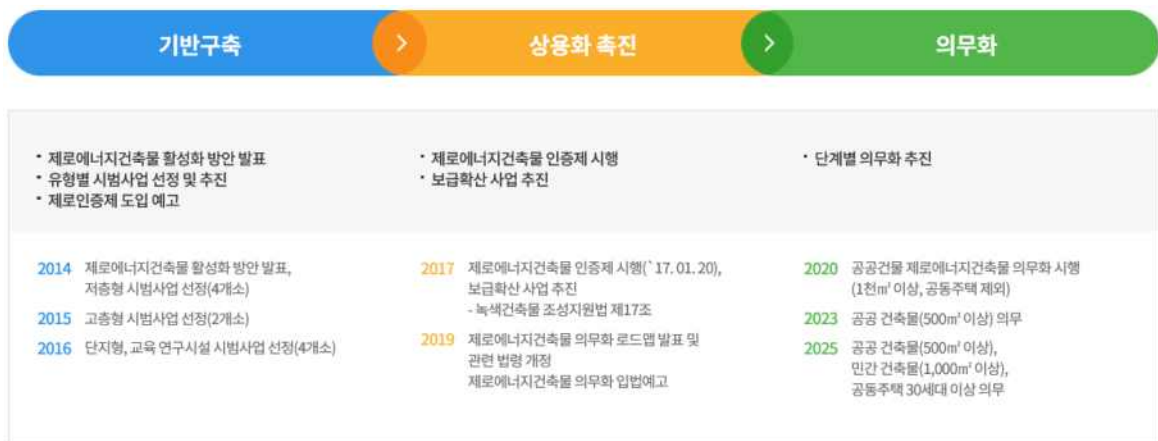 기반구축
상용화 촉진
의무화
· 제로에너지건축물 활성화 방안 발표
· 유형별 시범사업 선정 및 추진
· 제로인증제 도입 예고
· 제로에너지건축물 인증제 시행
· 보급확산 사업 추진
· 단계별 의무화 추진
2014 제로에너지건축물 활성화 방안 발표,
저층형 시범사업 선정(4개소)
2015 고층형 시범사업 선정(2개소)
2016 단지형, 교육 연구시설 시범사업 선정(4개소)
2017 제로에너지건축물 인증제 시행(`17. 01. 20),
보급확산 사업 추진
- 녹색건축물 조성지원법 제17조
2019 제로에너지건축물 의무화 로드맵 발표 및
관련 법령 개정
제로에너지건축물 의무화 입법예고
2020 공공건물 제로에너지건축물 의무화 시행
(1천㎡ 이상, 공동주택 제외)
2023 공공 건축물(500㎡ 이상) 의무
2025 공공 건축물(500㎡ 이상),
민간 건축물(1,000㎡ 이상),
공동주택 30세대 이상 의무